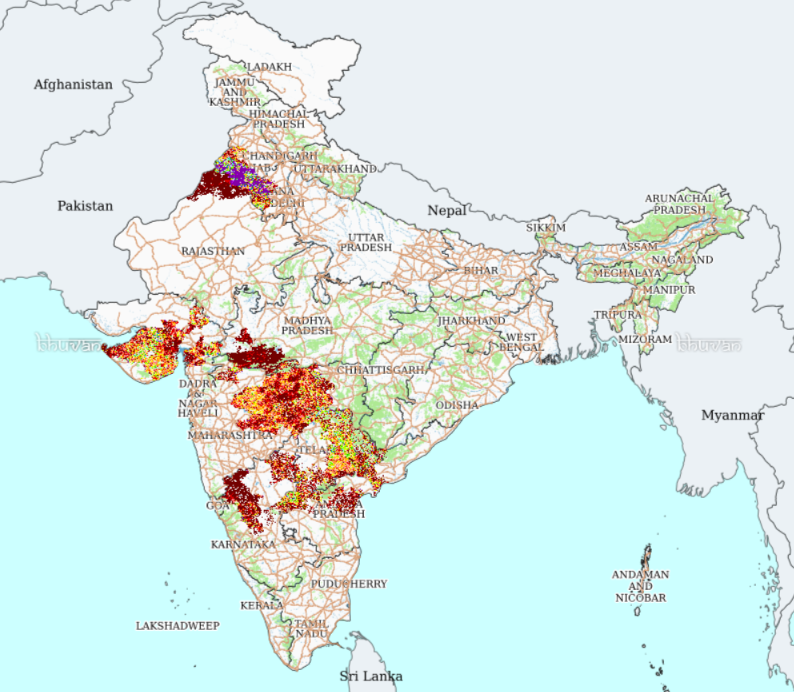 LADAKH
Afghanistan
JAMMU
AND
KASHMIR
HIMACHAL
PRADESH
CHANDIGARH
UTTARAKHAND
DELHI
Pakistan
Nepal
ARUNACHAL
PRADESH
SIKKIM
RAJASTHAN
UTTAR
PRADESH
ASSAM
NAGALAND
BIHAR
MEGHALAYA
MANIPUR
TRIPURA
MADHYA
PRADESH
JHARKHAND
WEST
BENGAL
MIZORAM
bhuvan
bhuvan
CHHATTISGARH
DADRA
&
NAGAR
HAVELI
ODISHA
Myanmar
MAHARASHTRA
GOA
PRADESH
KARNATAKA
ANDAMAN
AND
NICOBAR
PUDUCHERRY
KERALA
LAKSHADWEEP
TAMIL
NADU
Sri Lanka